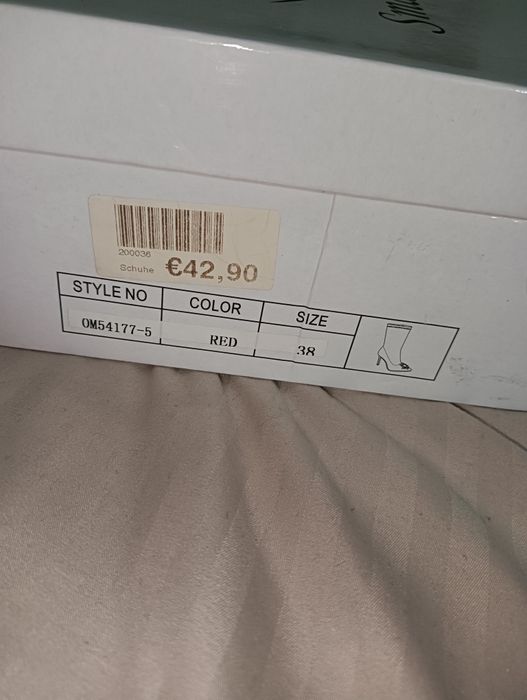 200036
Schuhe €42,90
STYLE NO COLOR SIZE
OM54177-5 RED 38